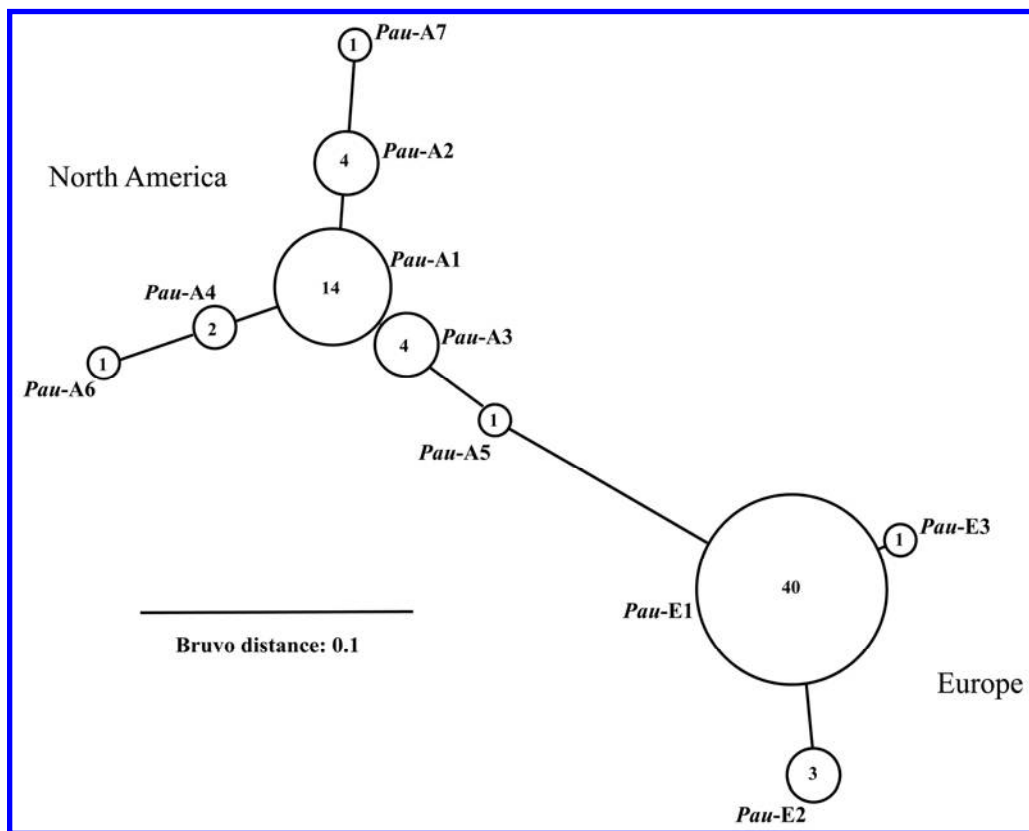 1
Pau-A7
4
Pau-A2
North America
Pau-A1
14
Pau-A4
2
4
Pau-A3
1
Pau-A6
1
Pau-A5
1
Pau-E3
40
Pau-E1
Bruvo distance: 0.1
Europe
3
Pau-E2